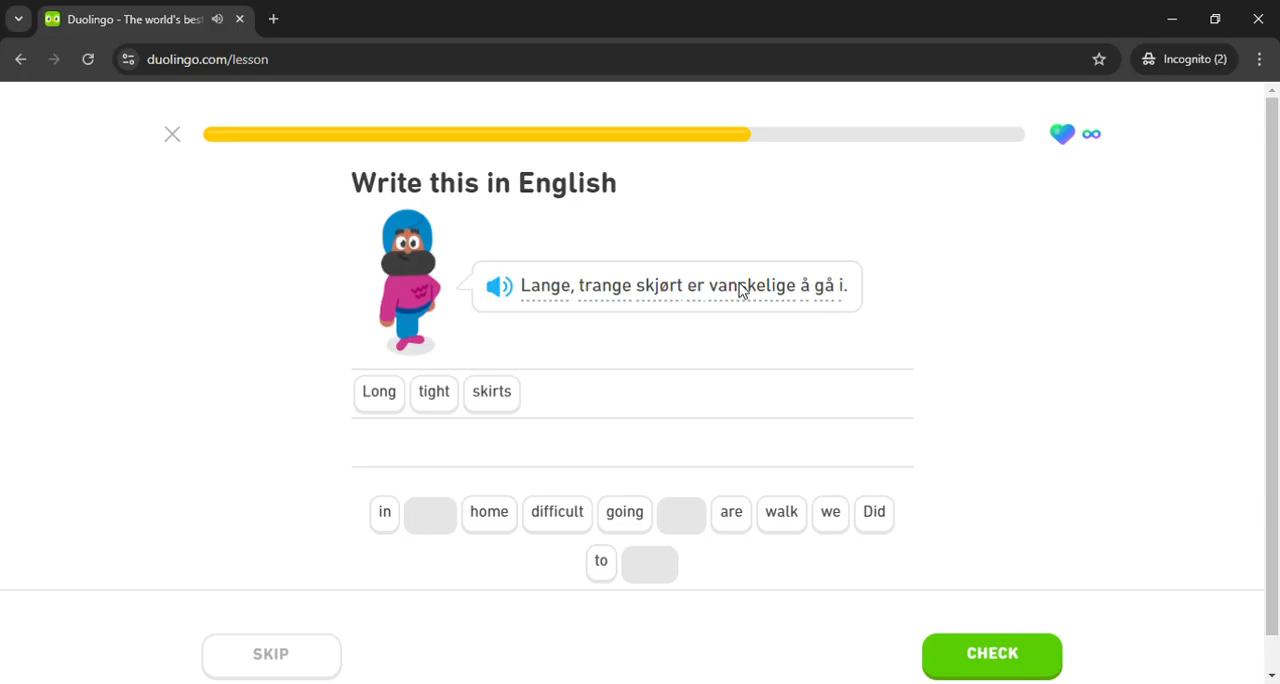 Duolingo - The world's bes
duolingo.com/lesson
Incognito (2)
Write this in English
Lange, trange skjørt er vanskelige å gå i.
Long tight skirts
in home difficult going are walk we Did
to
SKIP
CHECK